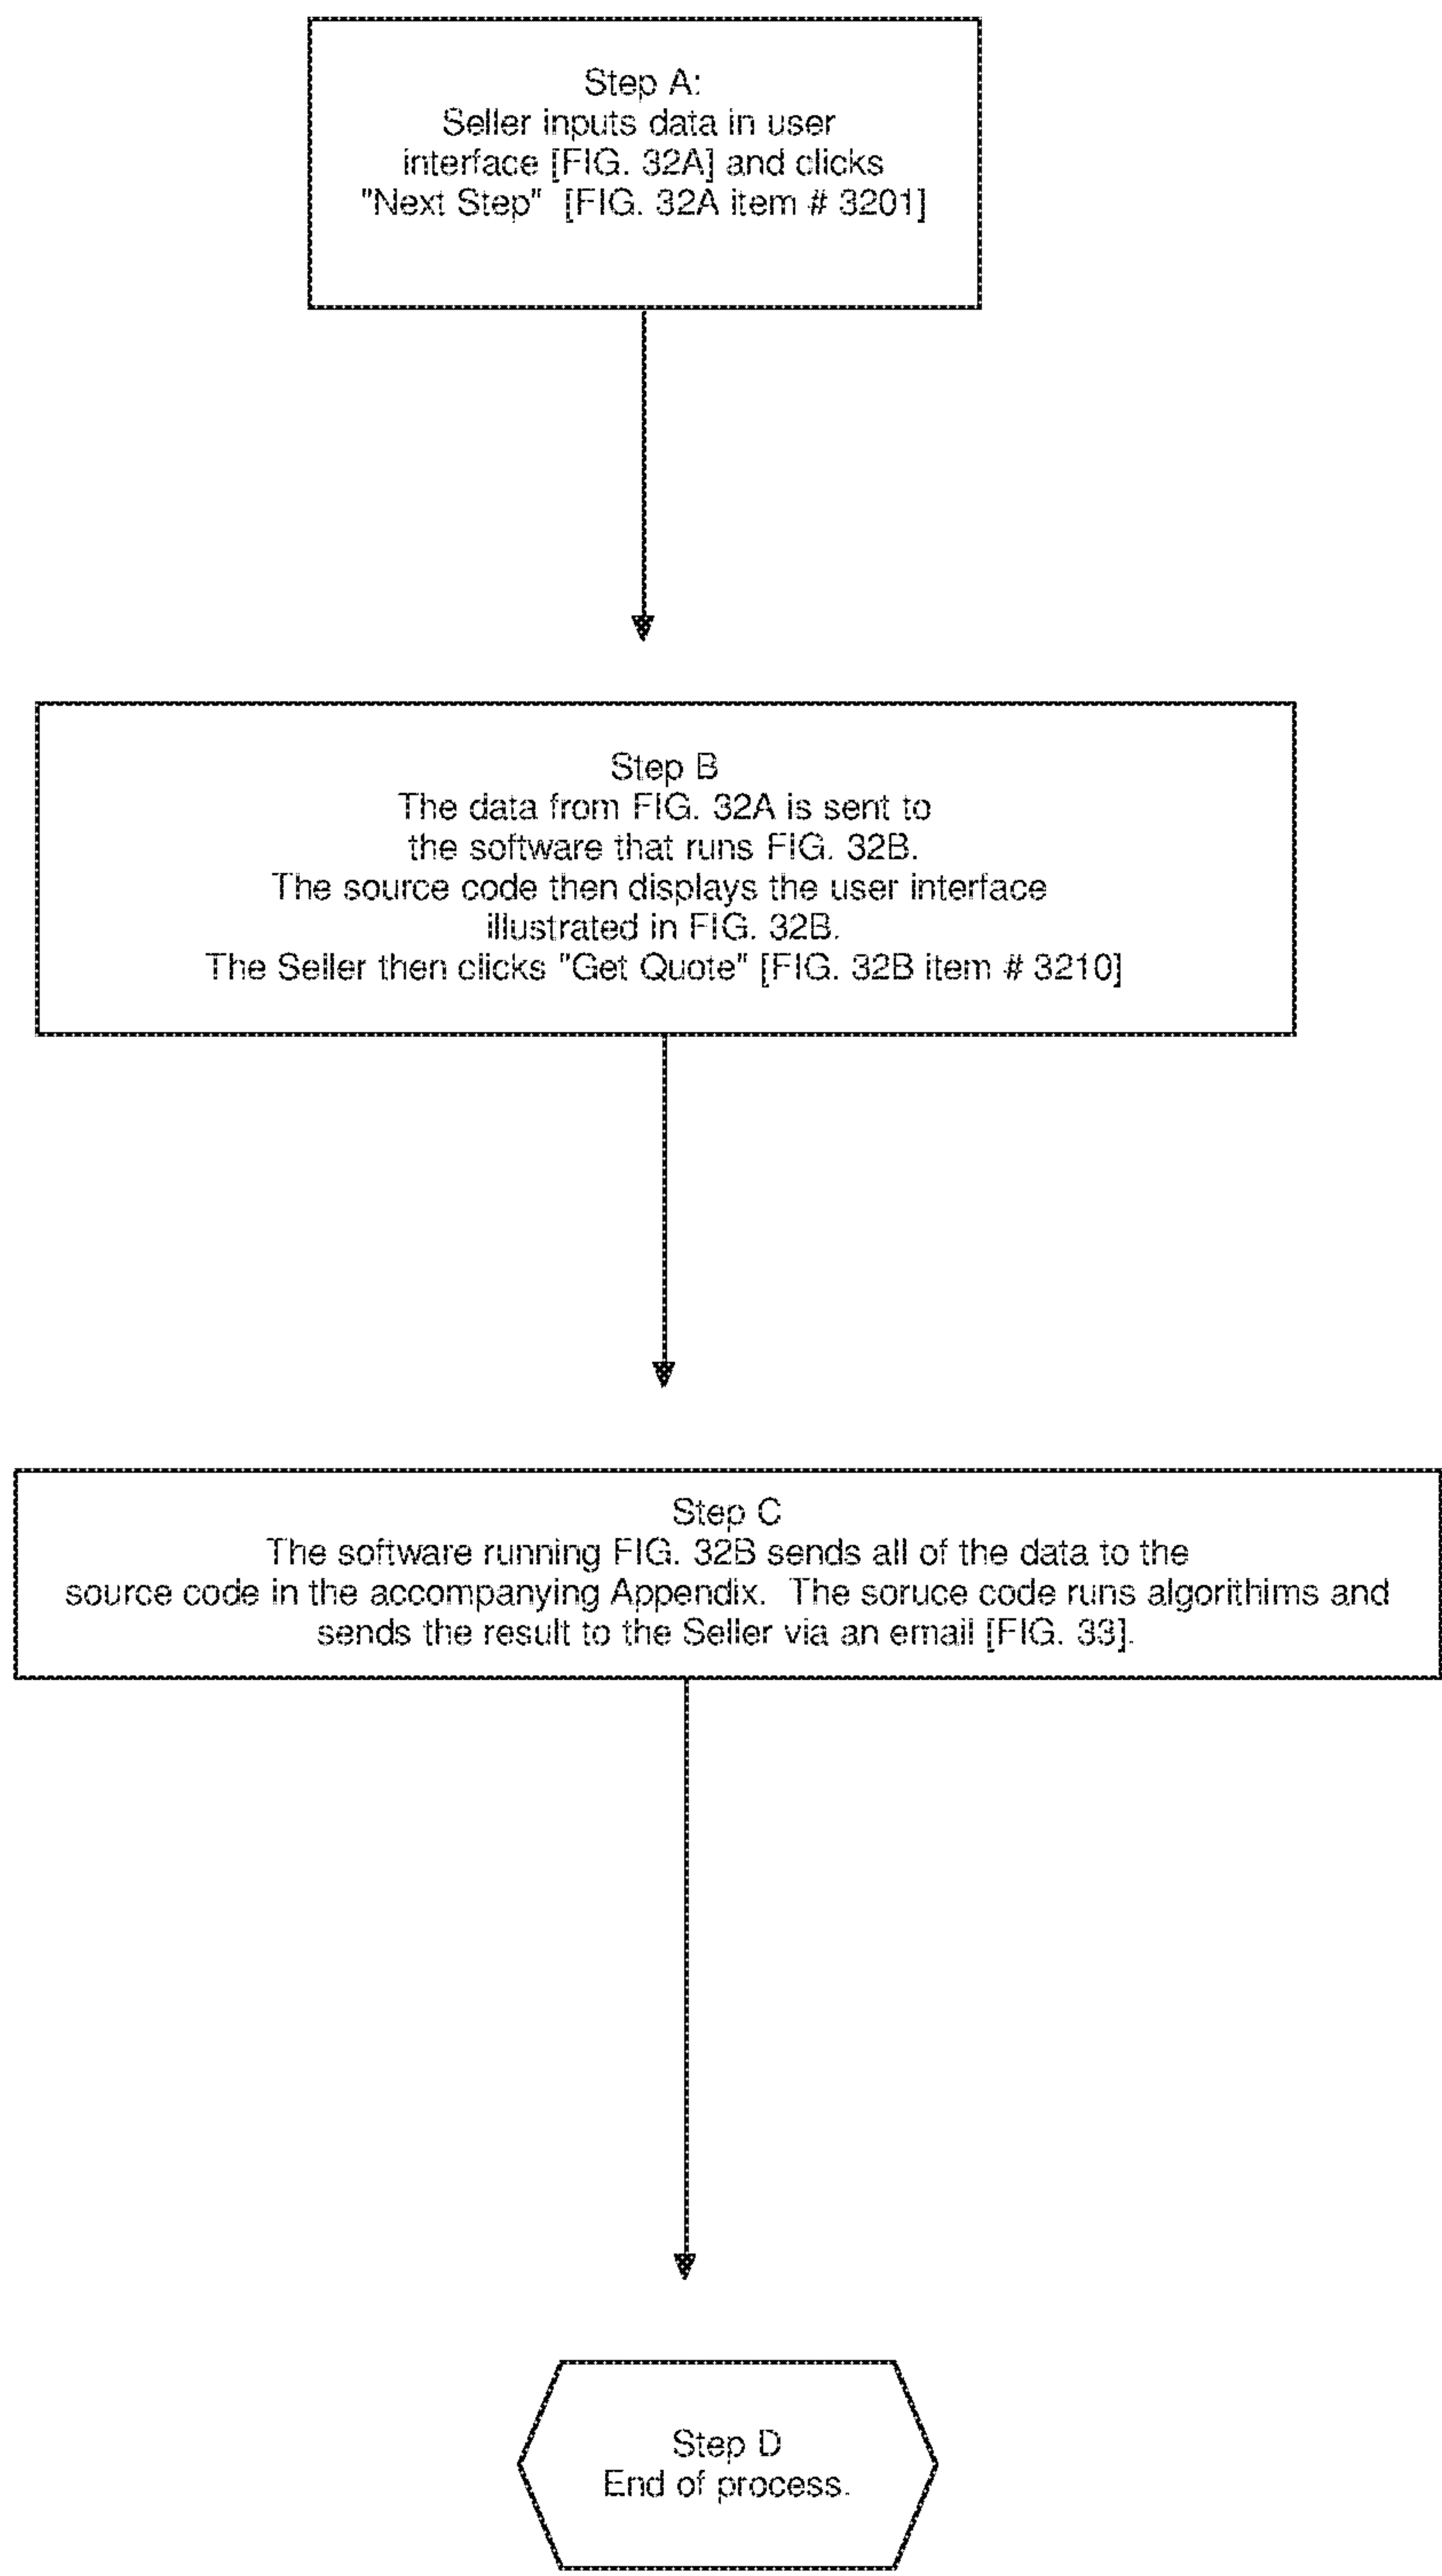 Step A:
Seller inputs data in user
interface [FIG. 32A] and clicks
"Next Step"  [FIG. 32A item # 3201]
Step B
The data from FIG. 32A is sent to
the software that runs FIG. 32B.
The source code then displays the user interface
illustrated in FIG. 32B.
The Seller then clicks "Get Quote" [FIG. 32B item # 3210]
Step C
The software running FIG. 32B sends all of the data to the
source code in the accompanying Appendix.  The soruce code runs algorithims and
sends the result to the Seller via an email [FIG. 33].
Step D
End of process.